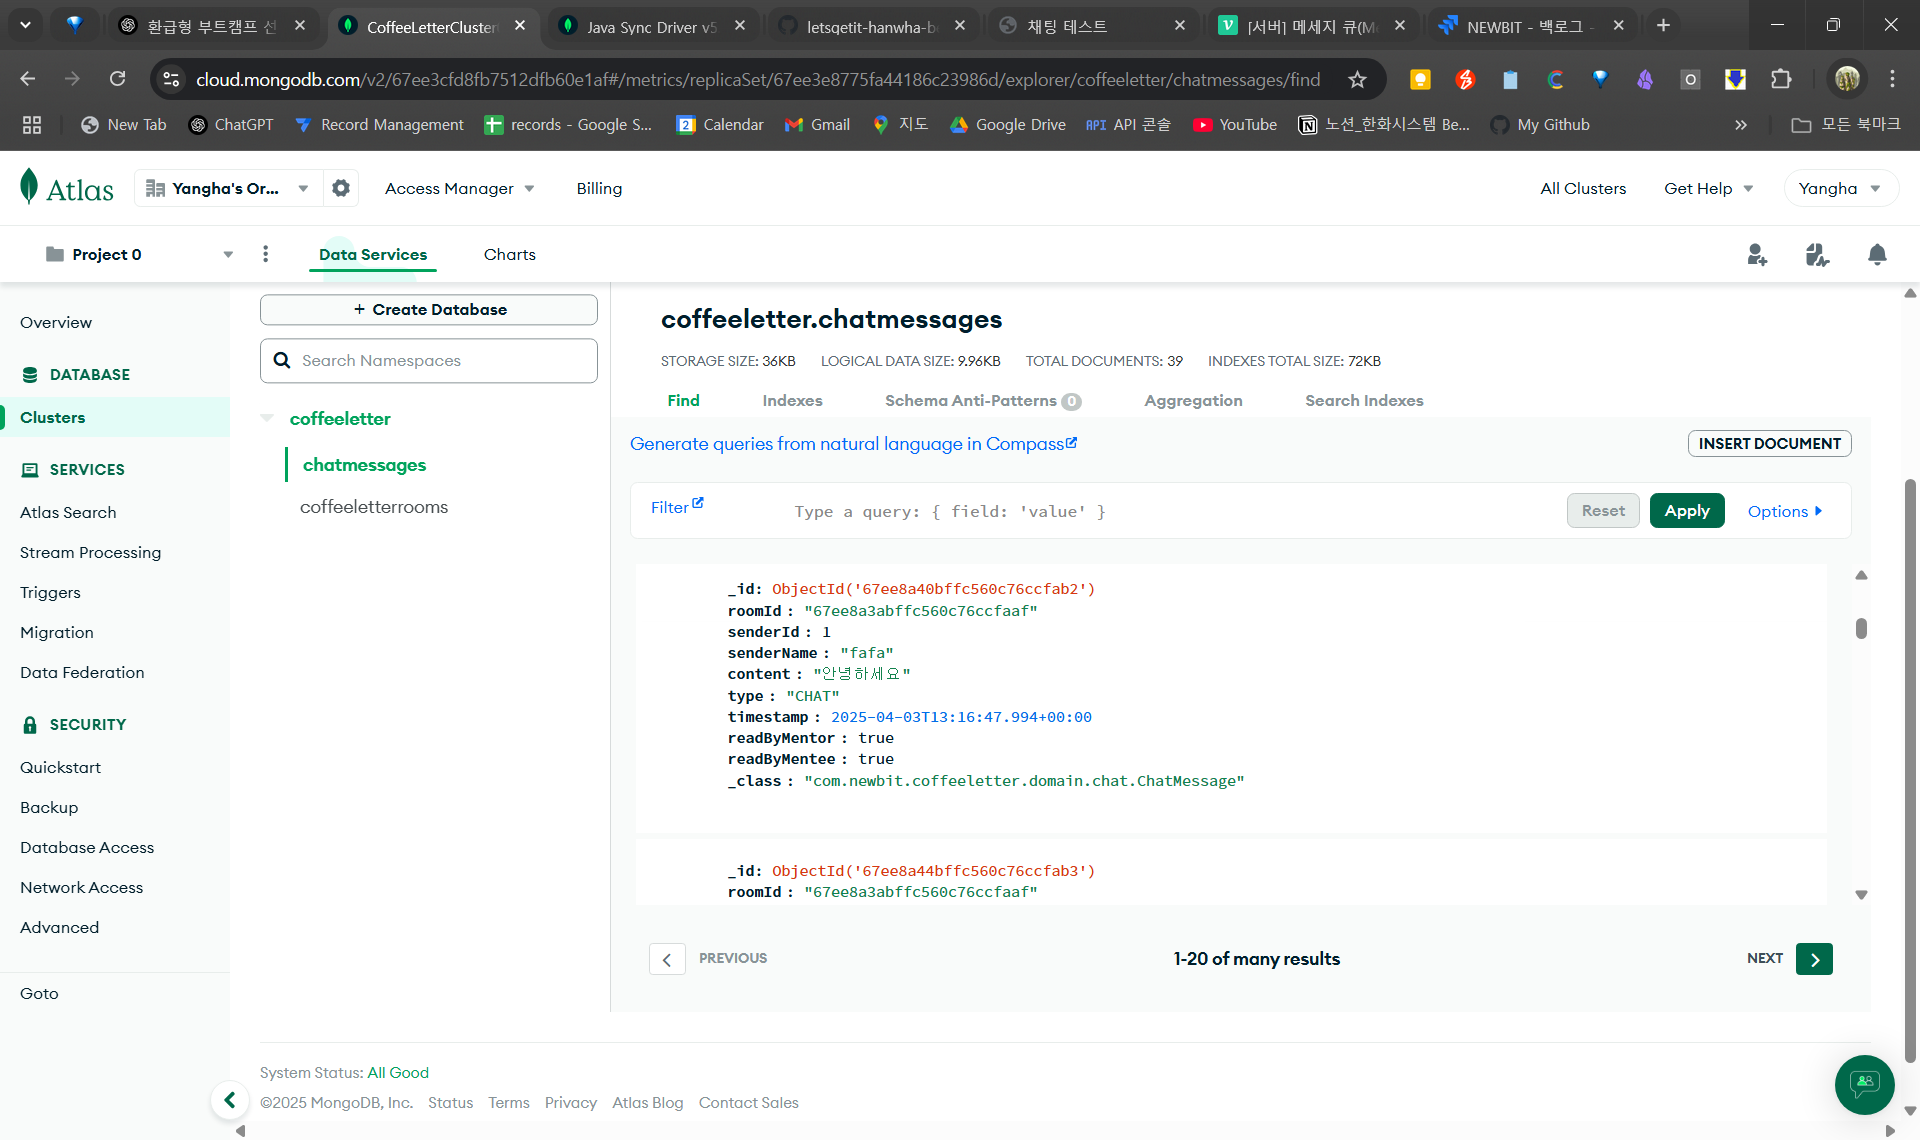 환급형 부트캠프 선
CoffeeLetterCluster
Java Sync Driver v5
letsgetit-hanwha-be
채팅 테스트
[서버] 메세지 큐(Me
NEWBIT - 백로그 -
cloud.mongodb.com/v2/67ee3cfd8fb7512dfb60e1af#/metrics/replicaSet/67ee3e8775fa44186c23986d/explorer/coffeeletter/chatmessages/find
New Tab
ChatGPT
Record Management
records - Google S...
2 Calendar
Gmail
지도
Google Drive
API API 콘솔
YouTube
노션_한화시스템 Be...
My Github
모든 북마크
Atlas
Yangha's Or...
Access Manager
Billing
All Clusters
Get Help
Yangha
Project 0
Data Services
Charts
Overview
DATABASE
Clusters
SERVICES
Atlas Search
Stream Processing
Triggers
Migration
Data Federation
SECURITY
Quickstart
Backup
Database Access
Network Access
Advanced
Goto
+ Create Database
Search Namespaces
coffeeletter
chatmessages
coffeeletterrooms
coffeeletter.chatmessages
STORAGE SIZE: 36KB LOGICAL DATA SIZE: 9.96KB TOTAL DOCUMENTS: 39 INDEXES TOTAL SIZE: 72KB
Find Indexes Schema Anti-Patterns 0 Aggregation Search Indexes
Generate queries from natural language in Compass
INSERT DOCUMENT
Filter
Type a query: { field: 'value' }
Reset
Apply
Options
_id: ObjectId('67ee8a40bffc560c76ccfab2')
roomId : "67ee8a3abffc560c76ccfaaf"
senderId : 1
senderName : "fafa"
content : "안녕하세요"
type : "CHAT"
timestamp : 2025-04-03T13:16:47.994+00:00
readByMentor : true
readByMentee : true
_class : "com.newbit.coffeeletter.domain.chat.ChatMessage"
_id: ObjectId('67ee8a44bffc560c76ccfab3')
roomId : "67ee8a3abffc560c76ccfaaf"
PREVIOUS
1-20 of many results
NEXT
System Status: All Good
©2025 MongoDB, Inc. Status Terms Privacy Atlas Blog Contact Sales